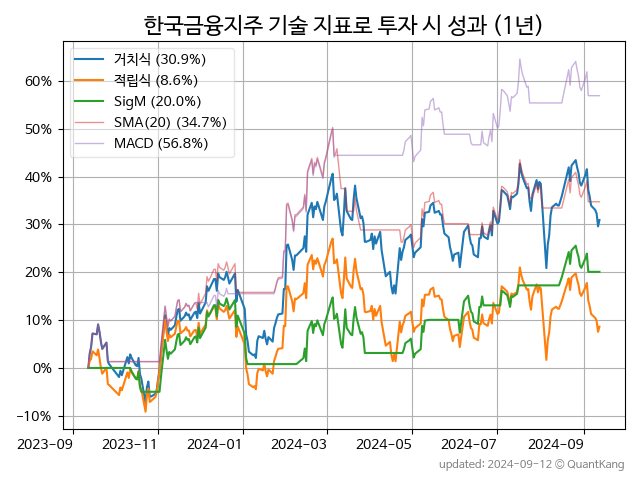 한국금융지주 기술 지표로 투자 시 성과 (1년)
거치식 (30.9%)
적립식 (8.6%)
SigM (20.0%)
SMA(20) (34.7%)
MACD (56.8%)
60%
50%
40%
30%
20%
10%
0%
−10%
2023-09 2023-11 2024-01 2024-03 2024-05 2024-07 2024-09
updated: 2024-09-12 © QuantKang